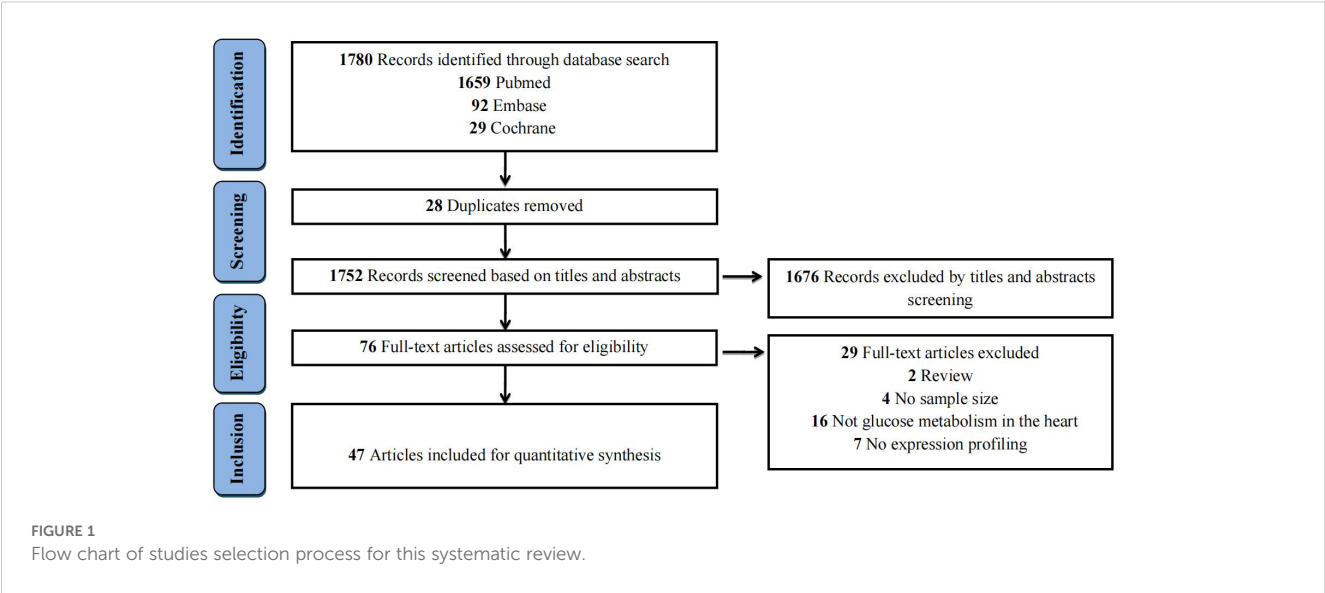 Identification
1780 Records identified through database search
1659 Pubmed
92 Embase
29 Cochrane
Screening
28 Duplicates removed
1752 Records screened based on titles and abstracts
1676 Records excluded by titles and abstracts
screening
Eligibility
76 Full-text articles assessed for eligibility
29 Full-text articles excluded
2 Review
4 No sample size
16 Not glucose metabolism in the heart
7 No expression profiling
Inclusion
47 Articles included for quantitative synthesis
FIGURE 1
Flow chart of studies selection process for this systematic review.